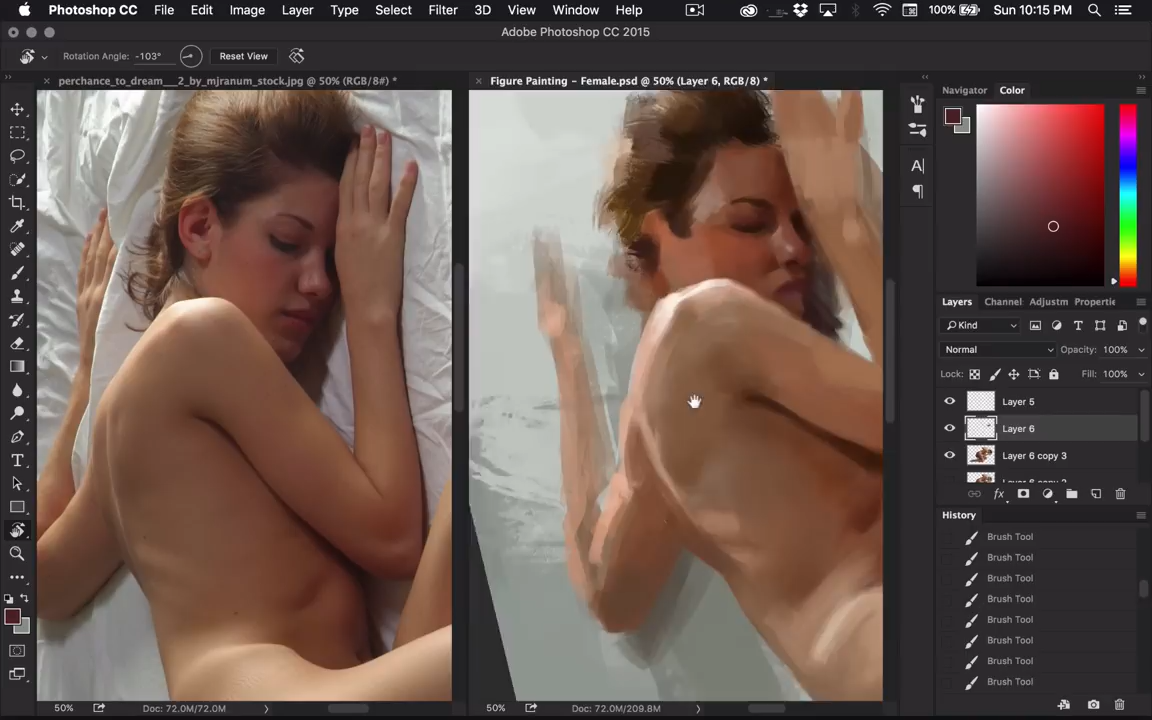 Photoshop CC File Edit Image Layer Type Select Filter 3D View Window Help 100% Sun 10:15 PM
Adobe Photoshop CC 2015
Rotation Angle: -103° Reset View
perchance_to_dream__2_by_mjranum_stock.jpg @ 50% (RGB/8#) *
Figure Painting - Female.psd @ 50% (Layer 6, RGB/8) *
Navigator Color
Layers Channel Adjustm Propertie
Kind
Normal Opacity: 100%
Lock: Fill: 100%
Layer 5
Layer 6
Layer 6 copy 3
History
Brush Tool
Brush Tool
Brush Tool
Brush Tool
Brush Tool
Brush Tool
Brush Tool
Brush Tool
50% Doc: 72.0M/72.0M
50% Doc: 72.0M/209.8M